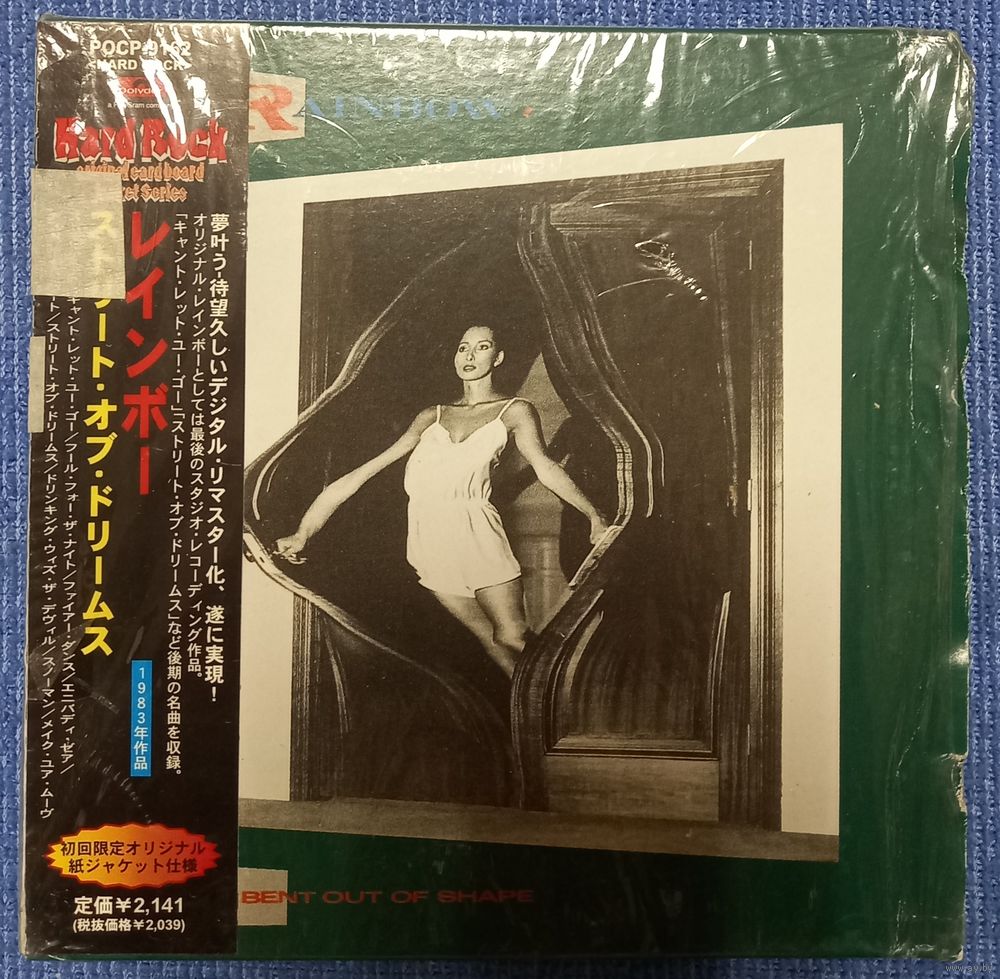 POCP-9152
<HARD ROCK>
Polydor
Hard Rock
original cardboard
Series
レインボー
ート・オブ・ドリームス
夢叶う-待望久しいデジタル・リマスター化、遂に実現！
オリジナル・レインボーとしては最後のスタジオ・レコーディング作品。
「キャント・レット・ユー・ゴー」「ストリート・オブ・ドリームス」など後期の名曲を収録。
1983年作品
キャント・レット・ユー・ゴー/フール・フォー・ザ・ナイト/ファイアー・ダンス/エニバディ・ゼア/
ート/ストリート・オブ・ドリームス/ドリンキング・ウィズ・ザ・デヴィル/スノーマン/メイク・ユア・ムーヴ
初回限定オリジナル
紙ジャケット仕様
定価￥2,141
(税抜価格￥2,039)
RAINBOW
BENT OUT OF SHAPE
www.ay.by